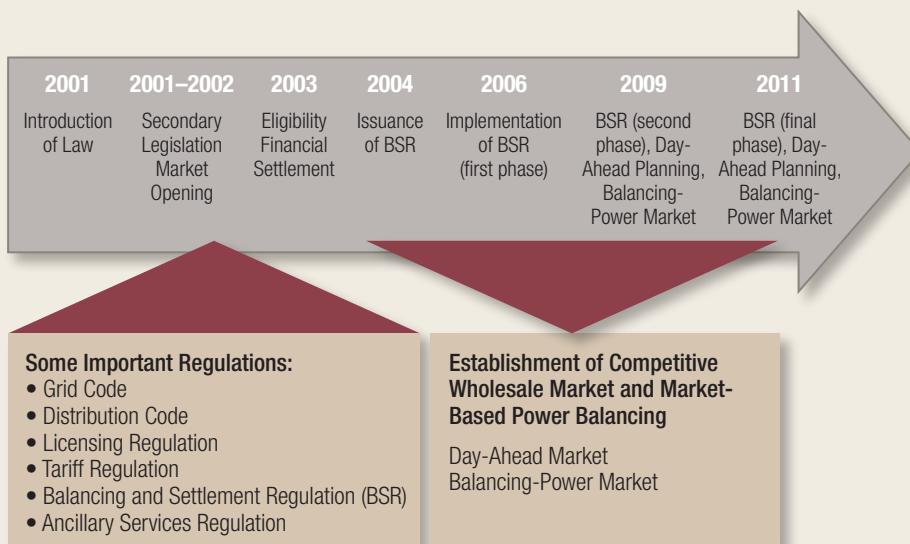 2001
Introduction
of Law
2001–2002
Secondary
Legislation
Market
Opening
2003
Eligibility
Financial
Settlement
2004
Issuance
of BSR
2006
Implementation
of BSR
(first phase)
2009
BSR (second
phase), Day-
Ahead Planning,
Balancing-
Power Market
2011
BSR (final
phase), Day-
Ahead Planning,
Balancing-
Power Market
Some Important Regulations:
• Grid Code
• Distribution Code
• Licensing Regulation
• Tariff Regulation
• Balancing and Settlement Regulation (BSR)
• Ancillary Services Regulation
Establishment of Competitive
Wholesale Market and Market-
Based Power Balancing
Day-Ahead Market
Balancing-Power Market